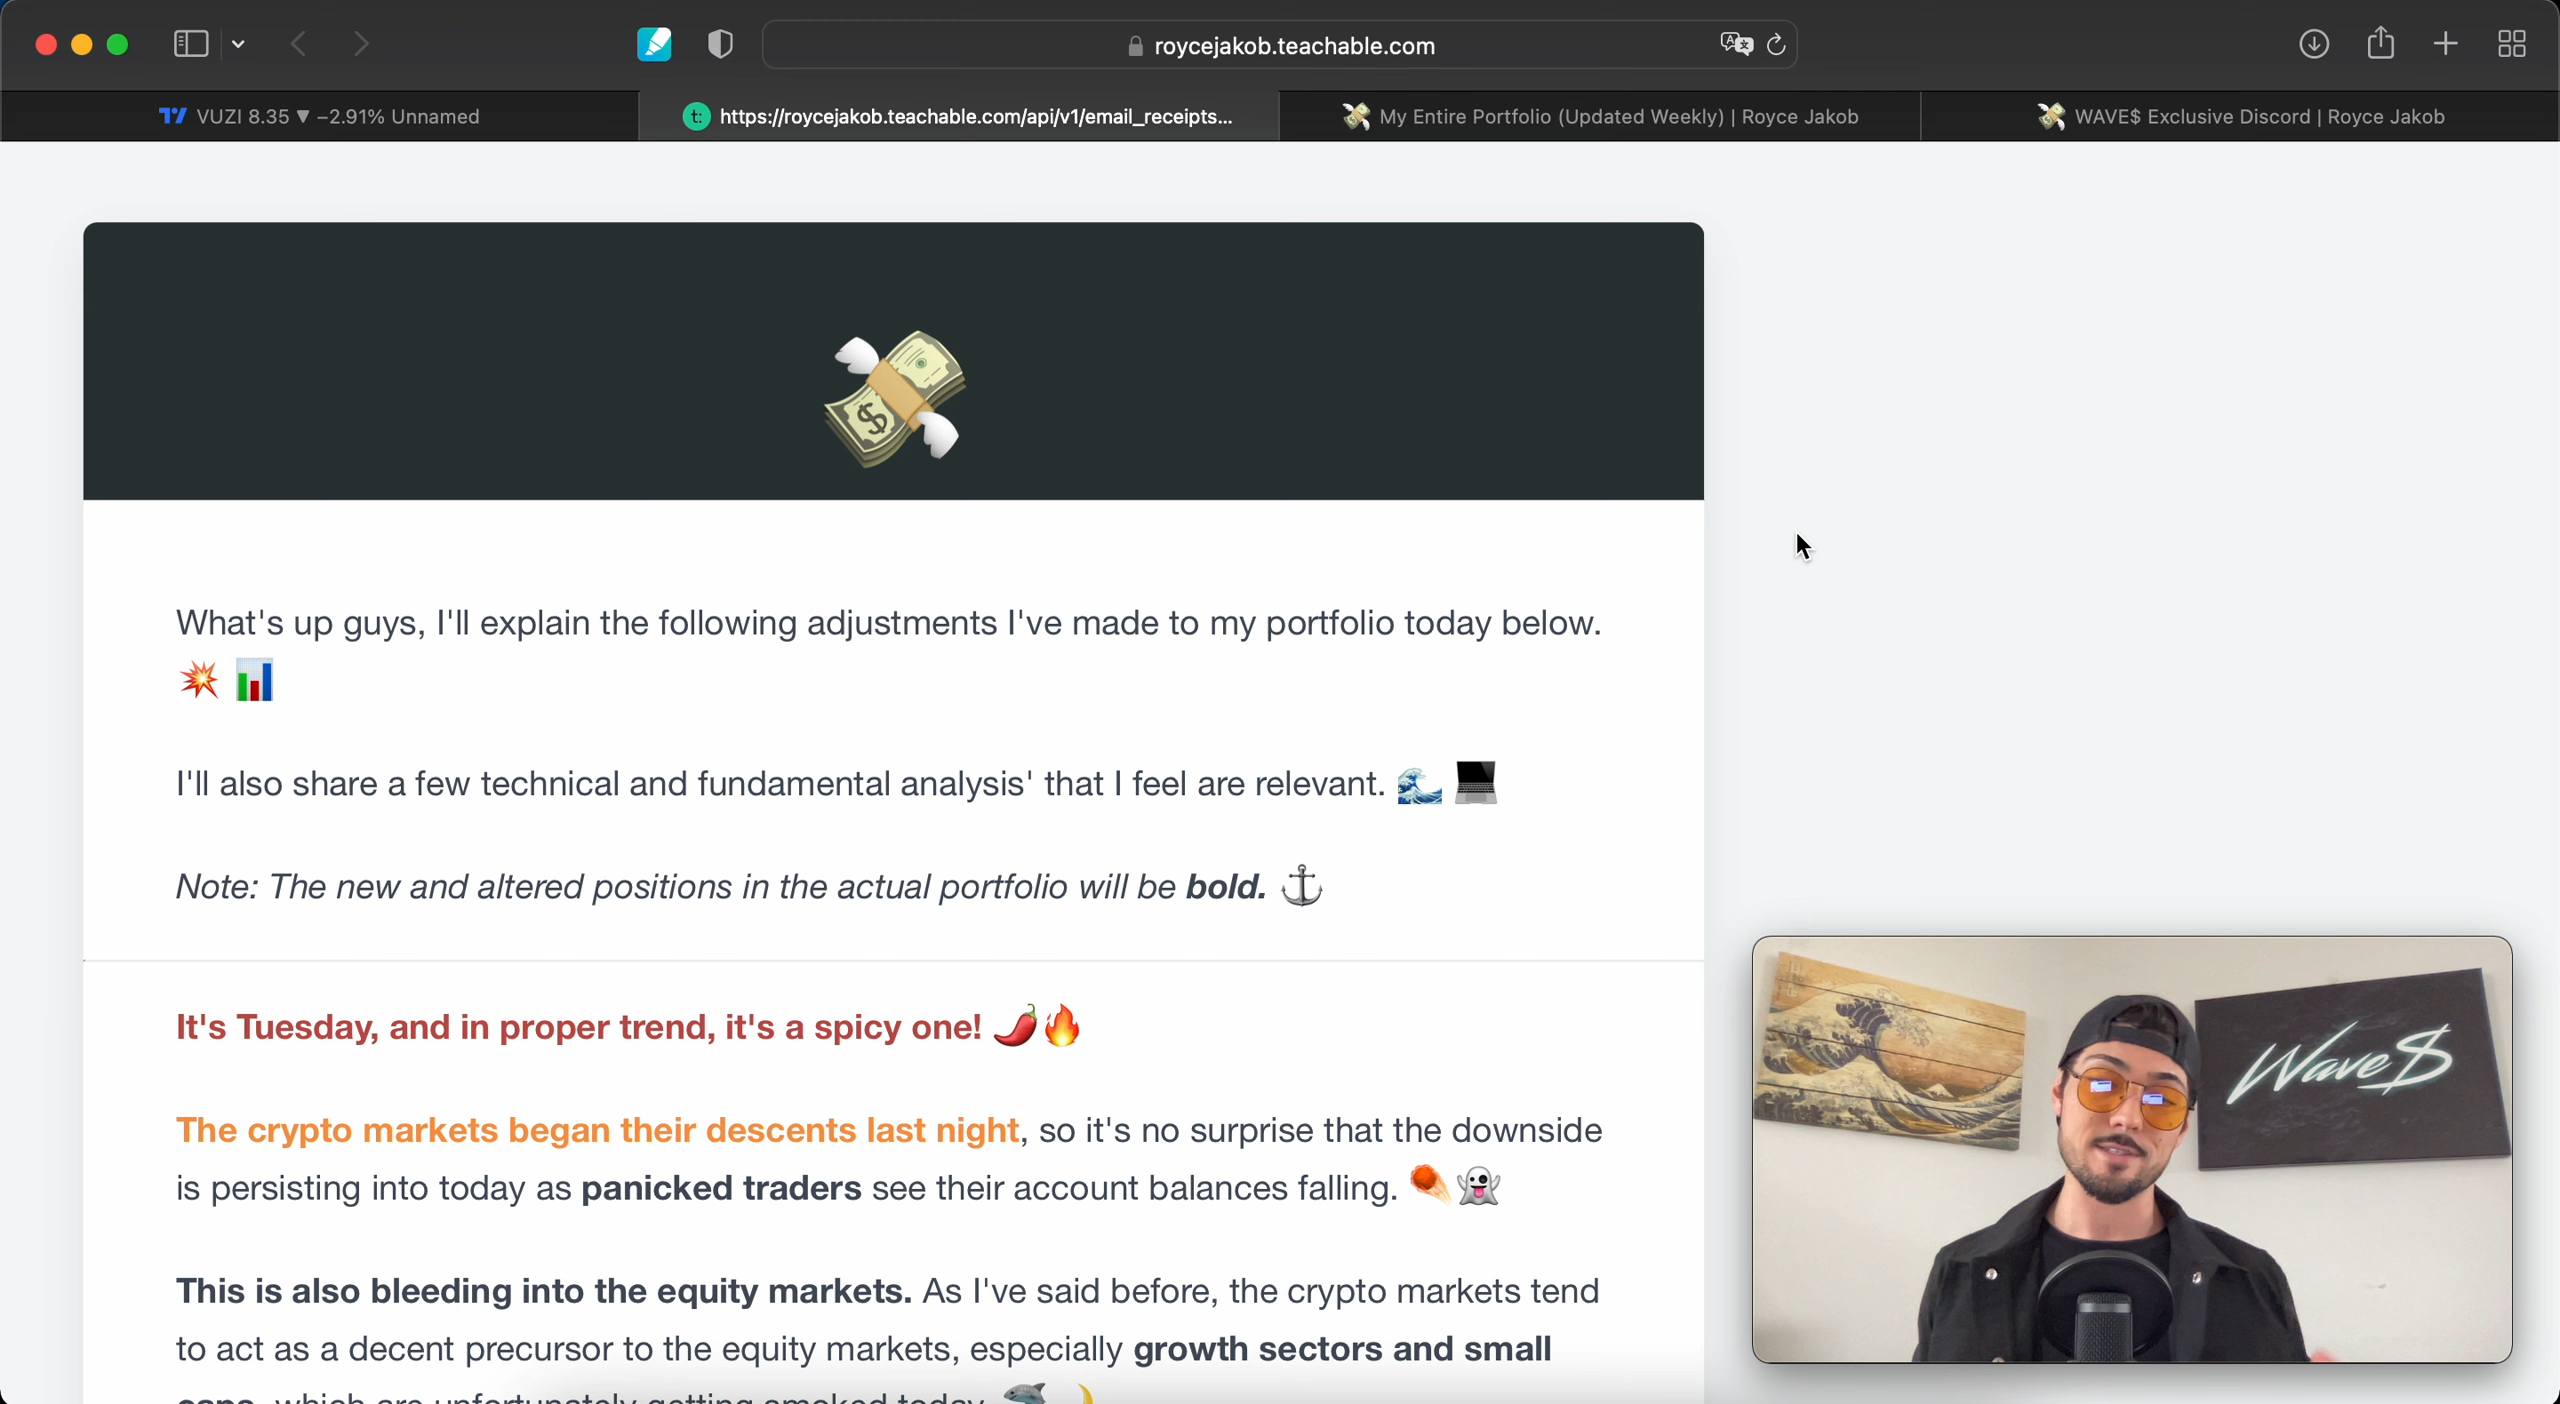 roycejakob.teachable.com
VUZI 8.35 ▼ −2.91% Unnamed
https://roycejakob.teachable.com/api/v1/email_receipts...
My Entire Portfolio (Updated Weekly) | Royce Jakob
WAVE$ Exclusive Discord | Royce Jakob
What's up guys, I'll explain the following adjustments I've made to my portfolio today below.
💥 📊
I'll also share a few technical and fundamental analysis' that I feel are relevant. 🌊 💻
Note: The new and altered positions in the actual portfolio will be bold. ⚓
It's Tuesday, and in proper trend, it's a spicy one! 🌶️🔥
The crypto markets began their descents last night, so it's no surprise that the downside
is persisting into today as panicked traders see their account balances falling. ☄️👻
This is also bleeding into the equity markets. As I've said before, the crypto markets tend
to act as a decent precursor to the equity markets, especially growth sectors and small
caps, which are unfortunately getting smoked today. 🦈 🌙
Wave$